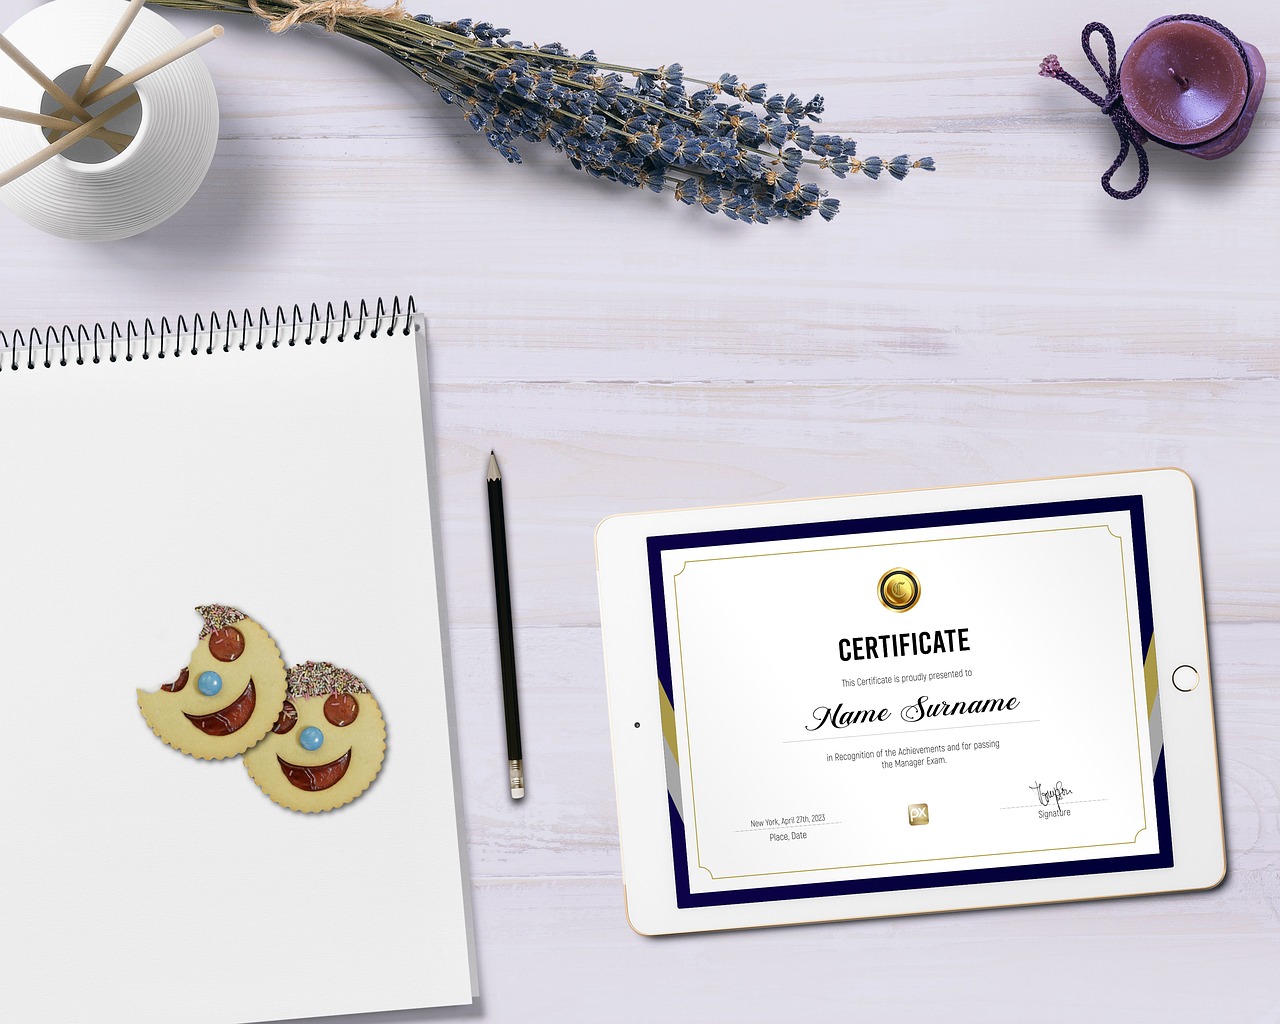 C
CERTIFICATE
This Certificate is proudly presented to
Name Surname
in Recognition of the Achievements and for passing
the Manager Exam.
New York, April 27th, 2023
Place, Date
px
Signature